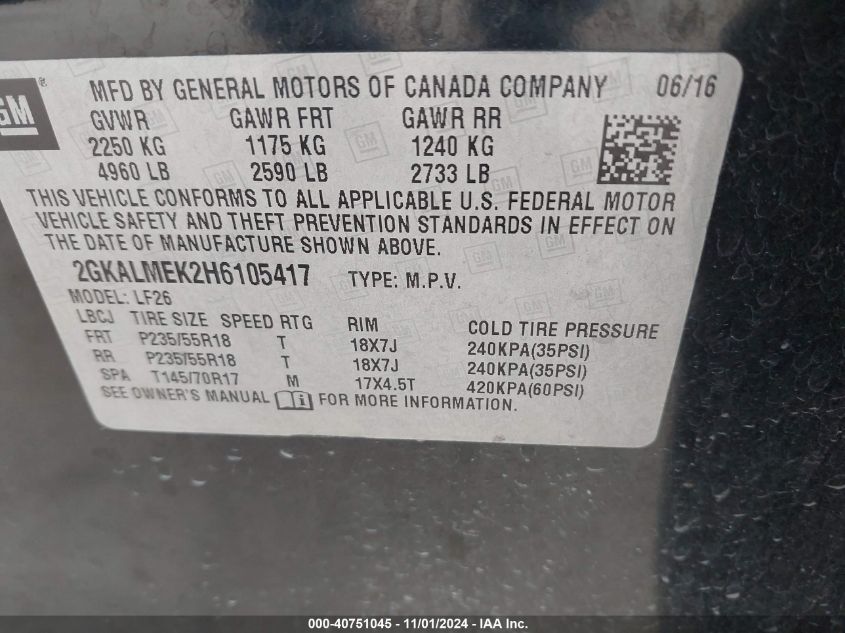 GM ®
MFD BY GENERAL MOTORS OF CANADA COMPANY 06/16
GVWR GAWR FRT GAWR RR
2250 KG 1175 KG 1240 KG
4960 LB 2590 LB 2733 LB
THIS VEHICLE CONFORMS TO ALL APPLICABLE U.S. FEDERAL MOTOR
VEHICLE SAFETY AND THEFT PREVENTION STANDARDS IN EFFECT ON
THE DATE OF MANUFACTURE SHOWN ABOVE.
2GKALMEK2H6105417 TYPE: M.P.V.
MODEL: LF26
LBCJ TIRE SIZE SPEED RTG RIM COLD TIRE PRESSURE
FRT P235/55R18 T 18X7J 240KPA(35PSI)
RR P235/55R18 T 18X7J 240KPA(35PSI)
SPA T145/70R17 M 17X4.5T 420KPA(60PSI)
SEE OWNER'S MANUAL i FOR MORE INFORMATION.
000-40751045 - 11/01/2024 - IAA Inc.